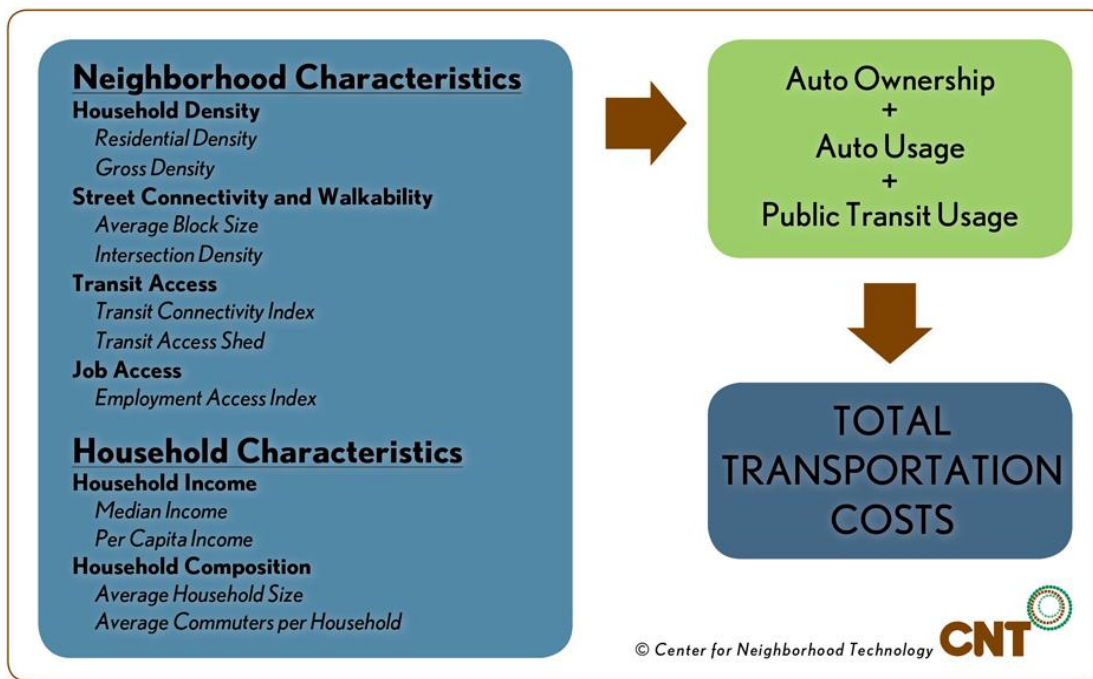 Neighborhood Characteristics
Household Density
Residential Density
Gross Density
Street Connectivity and Walkability
Average Block Size
Intersection Density
Transit Access
Transit Connectivity Index
Transit Access Shed
Job Access
Employment Access Index
Household Characteristics
Household Income
Median Income
Per Capita Income
Household Composition
Average Household Size
Average Commuters per Household
Auto Ownership
+
Auto Usage
+
Public Transit Usage
TOTAL
TRANSPORTATION
COSTS
© Center for Neighborhood Technology CNT